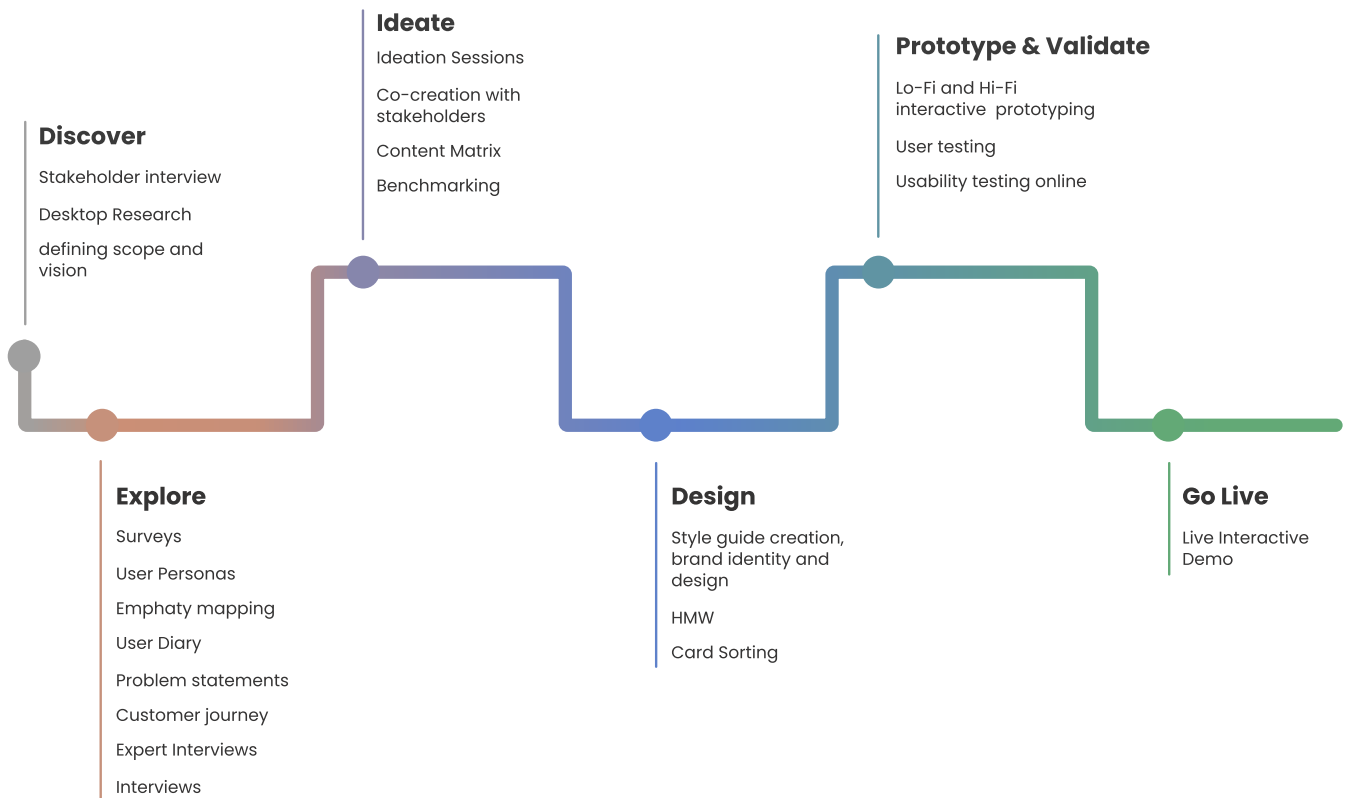 Discover
Stakeholder interview
Desktop Research
defining scope and
vision
Explore
Surveys
User Personas
Emphaty mapping
User Diary
Problem statements
Customer journey
Expert Interviews
Interviews
Ideate
Ideation Sessions
Co-creation with
stakeholders
Content Matrix
Benchmarking
Design
Style guide creation,
brand identity and
design
HMW
Card Sorting
Prototype & Validate
Lo-Fi and Hi-Fi
interactive  prototyping
User testing
Usability testing online
Go Live
Live Interactive
Demo